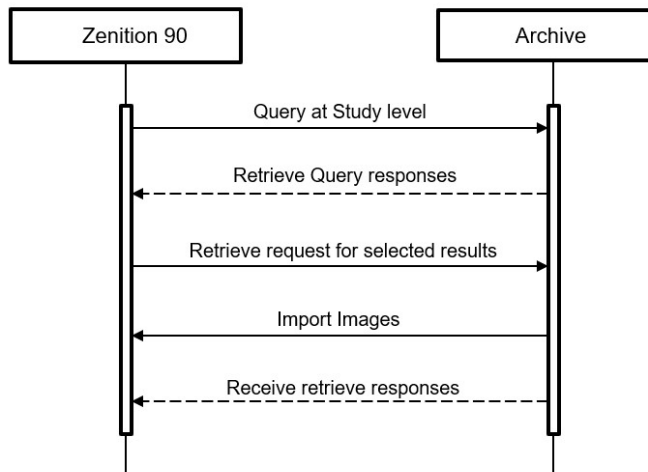 Zenition 90
Archive
Query at Study level
Retrieve Query responses
Retrieve request for selected results
Import Images
Receive retrieve responses